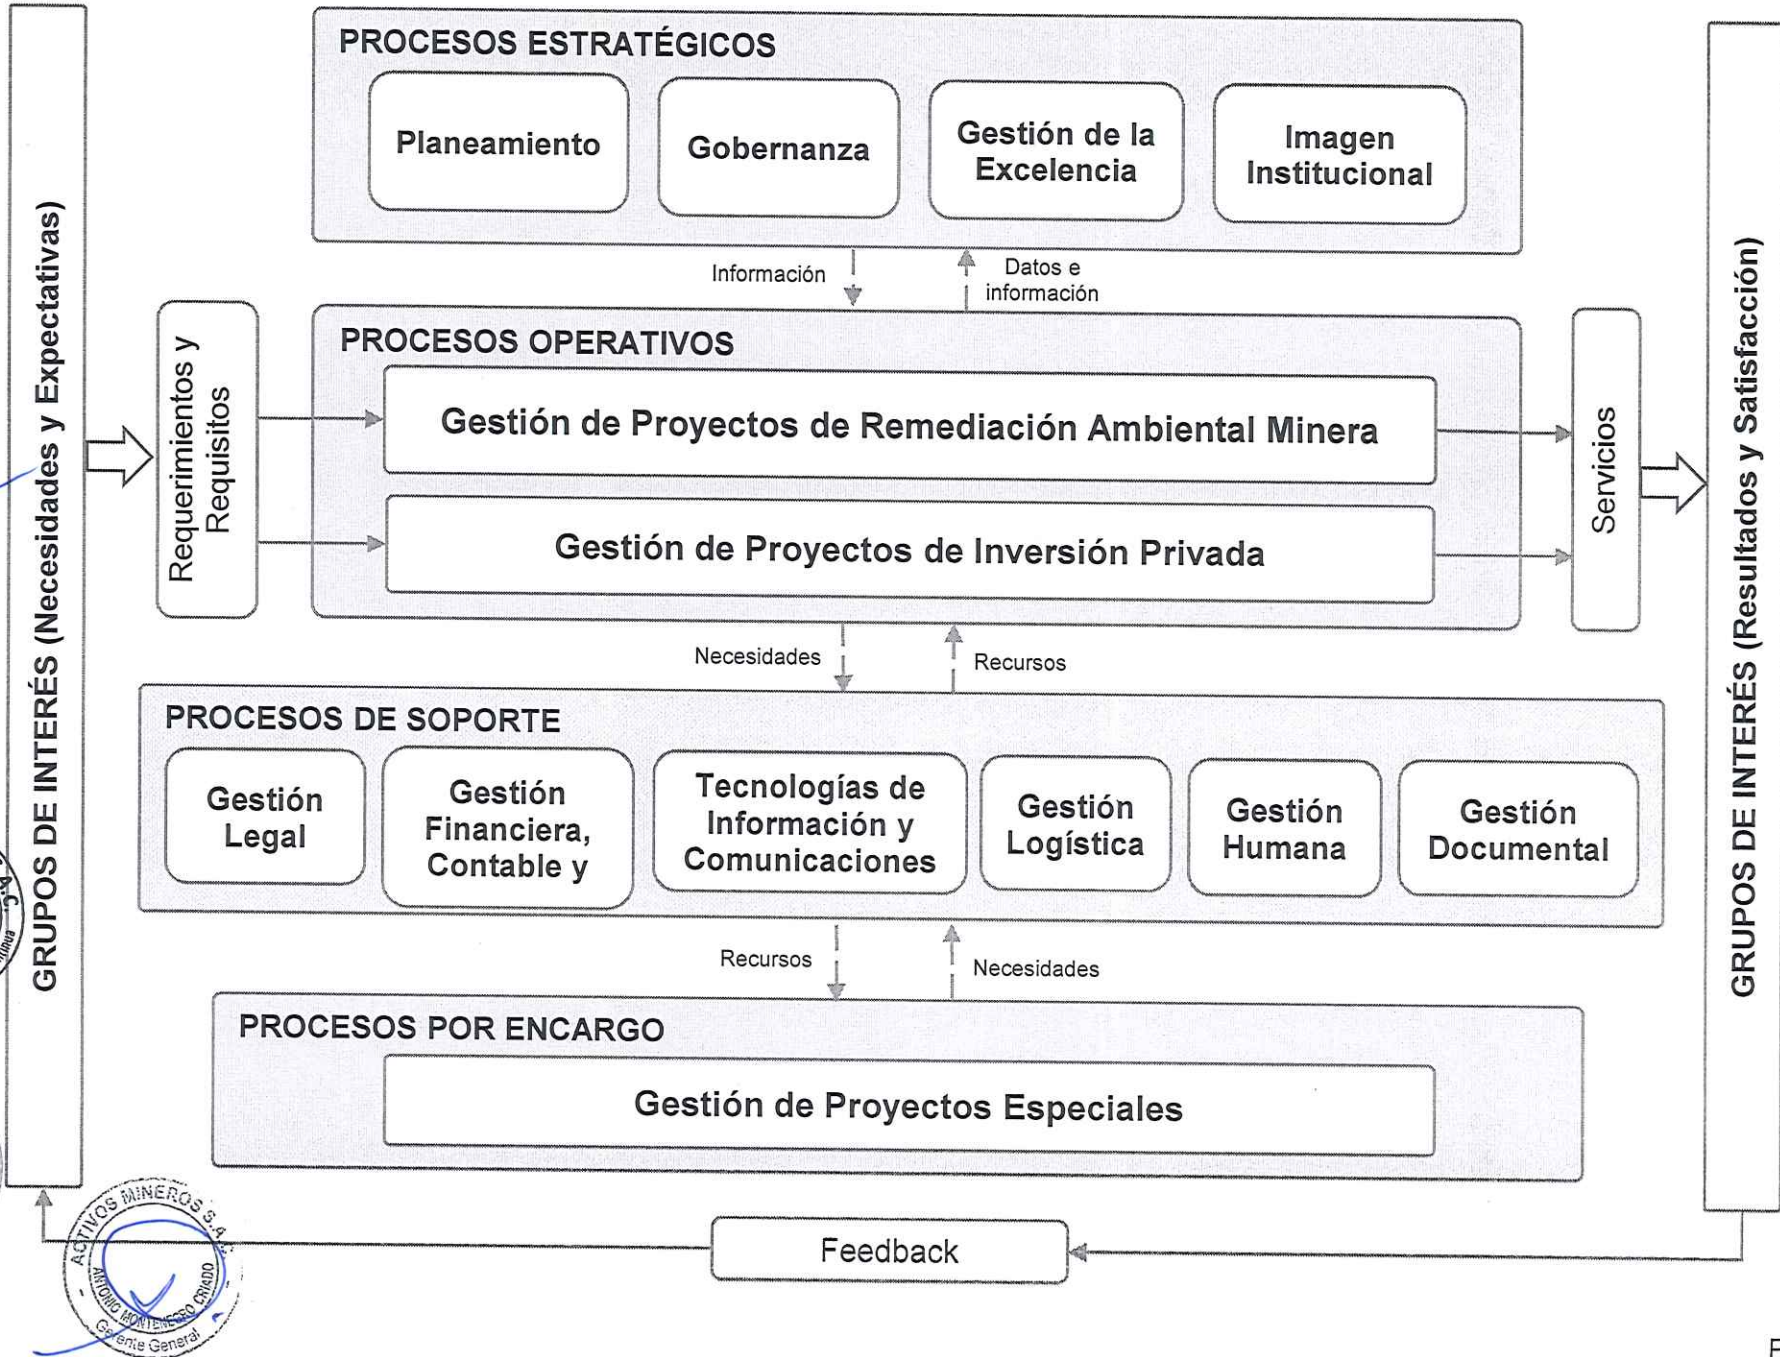 PROCESOS ESTRATÉGICOS
Planeamiento
Gobernanza
Gestión de la
Excelencia
Imagen
Institucional
Información
Datos e
información
GRUPOS DE INTERÉS (Necesidades y Expectativas)
Requerimientos y
Requisitos
PROCESOS OPERATIVOS
Gestión de Proyectos de Remediación Ambiental Minera
Gestión de Proyectos de Inversión Privada
Servicios
GRUPOS DE INTERÉS (Resultados y Satisfacción)
Necesidades
Recursos
PROCESOS DE SOPORTE
Gestión
Legal
Gestión
Financiera,
Contable y
Tecnologías de
Información y
Comunicaciones
Gestión
Logística
Gestión
Humana
Gestión
Documental
Recursos
Necesidades
PROCESOS POR ENCARGO
Gestión de Proyectos Especiales
Feedback
ACTIVOS MINEROS S.A.C.
ANTONIO MONTENEGRO CRIADO
Gerente General